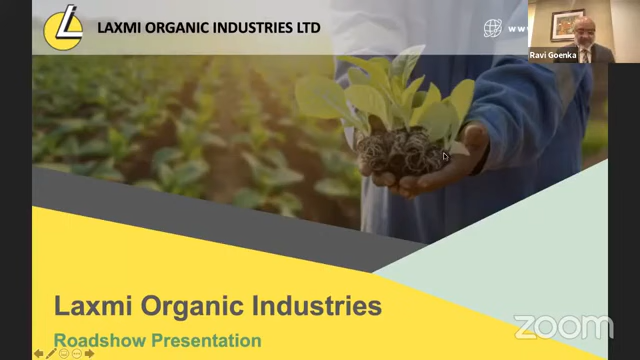 LAXMI ORGANIC INDUSTRIES LTD
Ravi Goenka
Laxmi Organic Industries
Roadshow Presentation
zoom